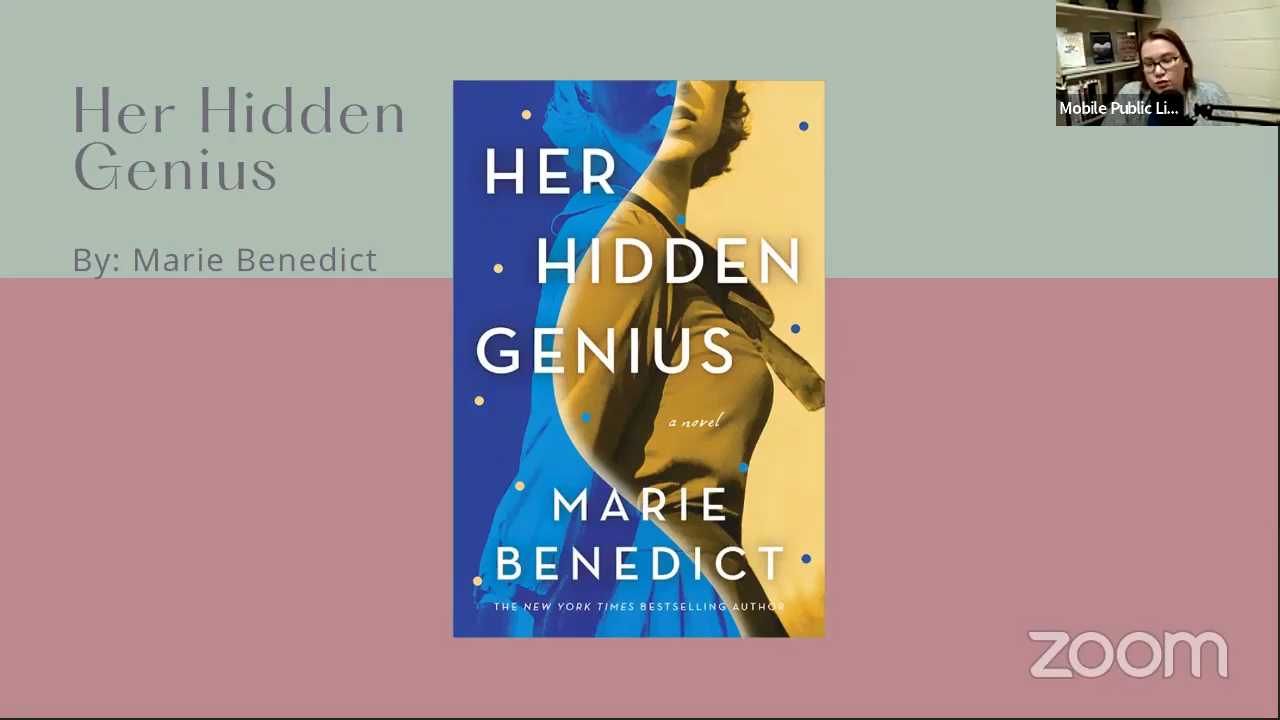 Her Hidden
Genius
By: Marie Benedict
HER
HIDDEN
GENIUS
a novel
MARIE
BENEDICT
THE NEW YORK TIMES BESTSELLING AUTHOR
Mobile Public Li...
zoom